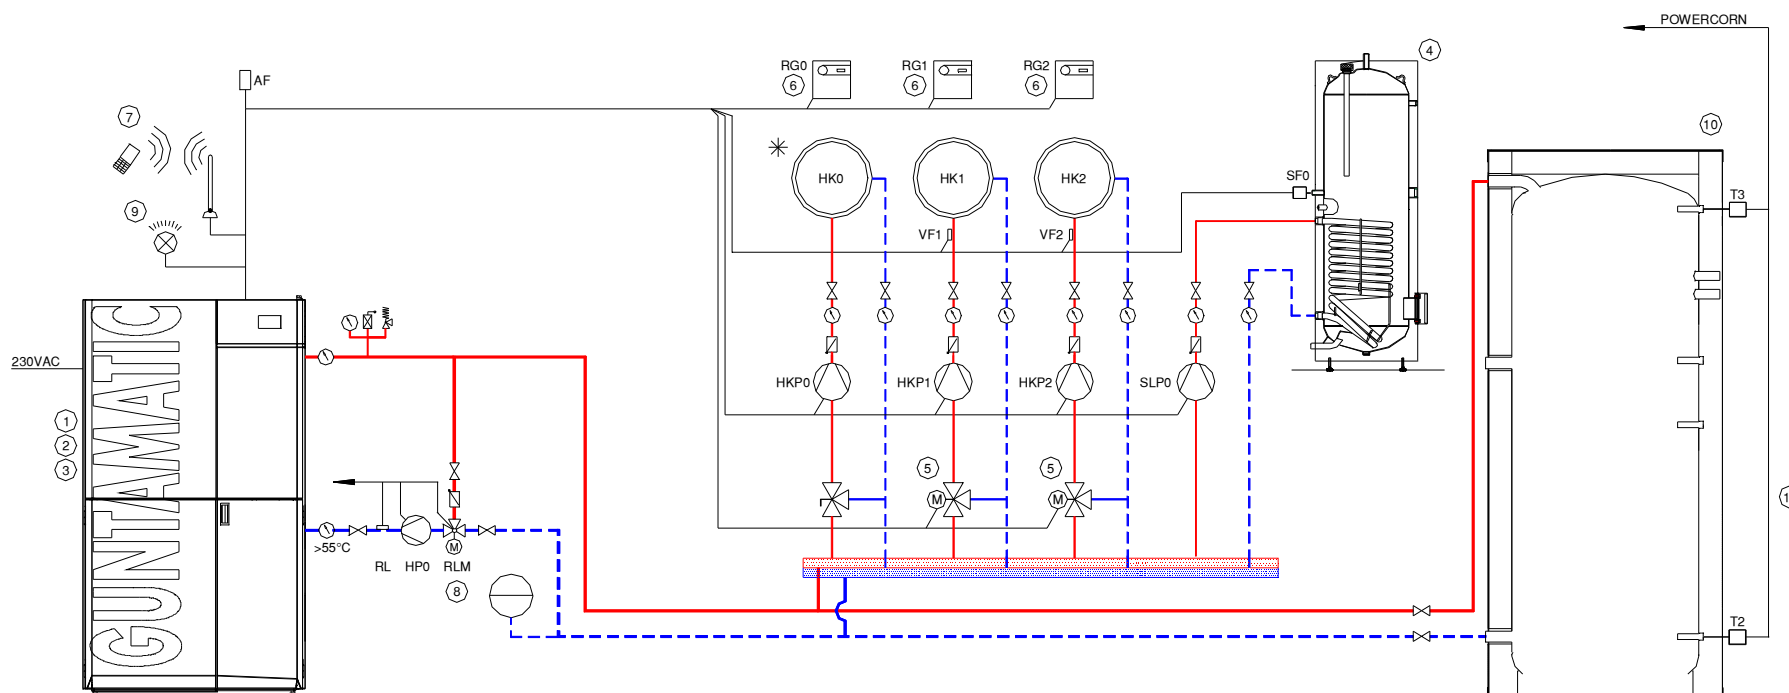 POWERCORN
4
RG0
RG1
RG2
AF
6
6
6
7
10
HK0
HK1
HK2
SF0
T3
9
VF1
VF2
230VAC
GUNTAMATIC
HKP0
HKP1
HKP2
SLP0
1
2
3
5
5
M
M
>55°C
M
RL
HP0
RLM
8
T2